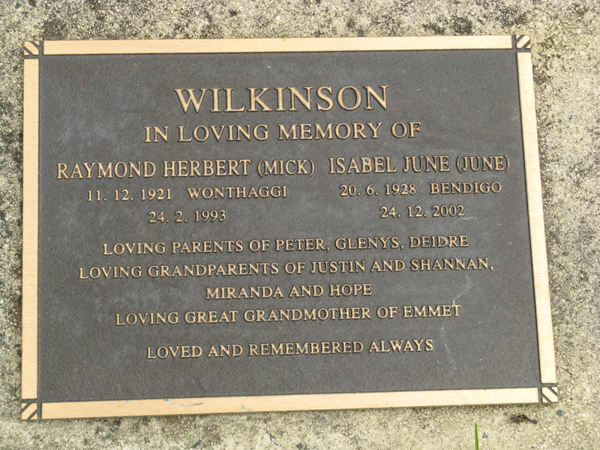 WILKINSON
IN LOVING MEMORY OF
RAYMOND HERBERT (MICK) ISABEL JUNE (JUNE)
11. 12. 1921 WONTHAGGI 20. 6. 1928 BENDIGO
24. 2. 1993 24. 12. 2002
LOVING PARENTS OF PETER, GLENYS, DEIDRE
LOVING GRANDPARENTS OF JUSTIN AND SHANNAN,
MIRANDA AND HOPE
LOVING GREAT GRANDMOTHER OF EMMET
LOVED AND REMEMBERED ALWAYS